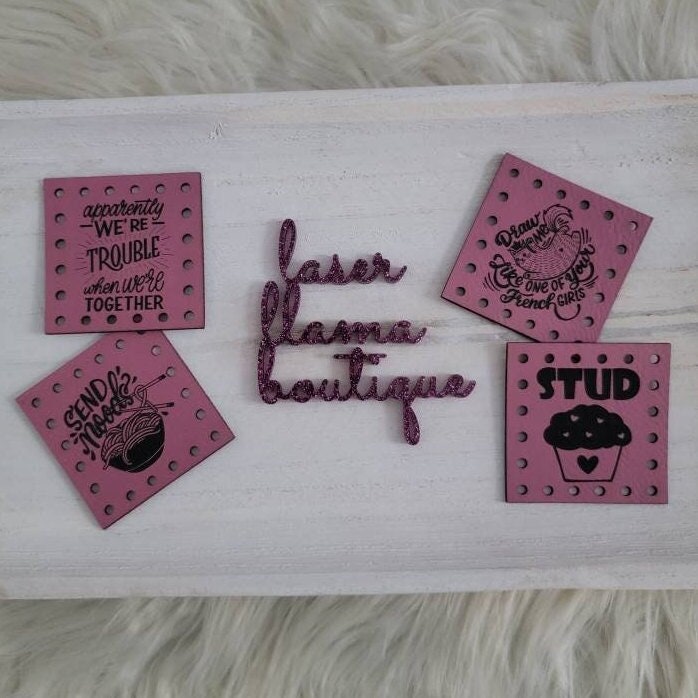 apparently
WE'RE
TROUBLE
when we're
TOGETHER
SEND
Noods?
laser
llama
boutique
Draw
ME
Like ONE OF YOUR
French GIRLS
STUD